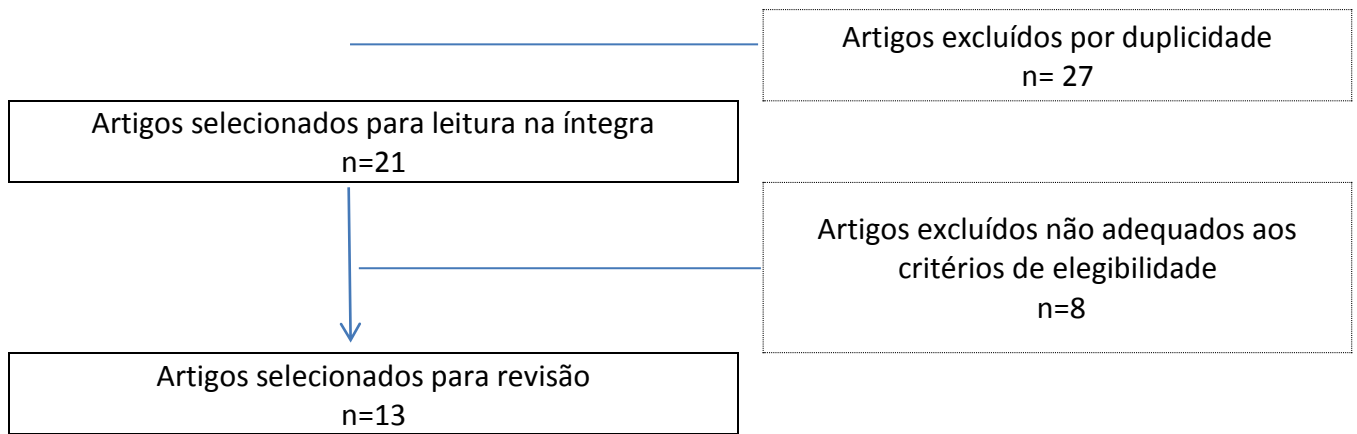 Artigos excluídos por duplicidade
n= 27
Artigos selecionados para leitura na íntegra
n=21
Artigos excluídos não adequados aos
critérios de elegibilidade
n=8
Artigos selecionados para revisão
n=13